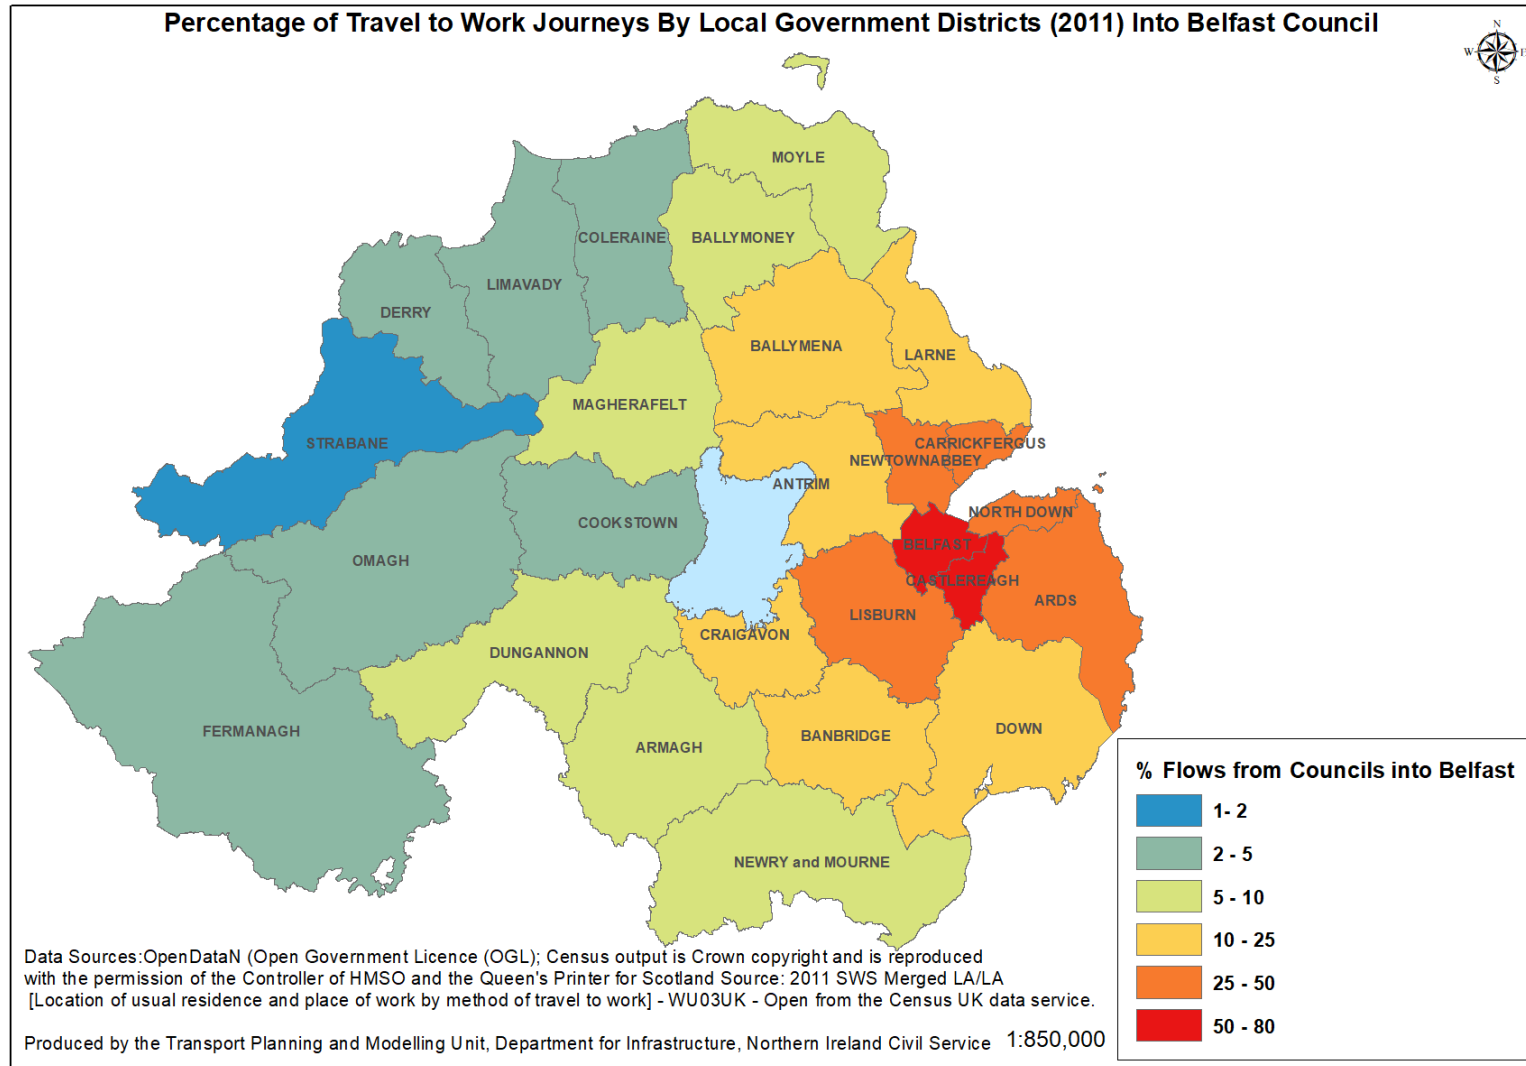 Percentage of Travel to Work Journeys By Local Government Districts (2011) Into Belfast Council
N
W E
S
MOYLE
COLERAINE
BALLYMONEY
LIMAVADY
DERRY
BALLYMENA
LARNE
MAGHERAFELT
STRABANE
CARRICKFERGUS
NEWTOWNABBEY
ANTRIM
NORTH DOWN
COOKSTOWN
BELFAST
OMAGH
CASTLEREAGH
ARDS
LISBURN
CRAIGAVON
DUNGANNON
FERMANAGH
DOWN
BANBRIDGE
ARMAGH
NEWRY and MOURNE
% Flows from Councils into Belfast
1- 2
2 - 5
5 - 10
10 - 25
25 - 50
50 - 80
Data Sources:OpenDataN (Open Government Licence (OGL); Census output is Crown copyright and is reproduced
with the permission of the Controller of HMSO and the Queen's Printer for Scotland Source: 2011 SWS Merged LA/LA
[Location of usual residence and place of work by method of travel to work] - WU03UK - Open from the Census UK data service.
Produced by the Transport Planning and Modelling Unit, Department for Infrastructure, Northern Ireland Civil Service 1:850,000